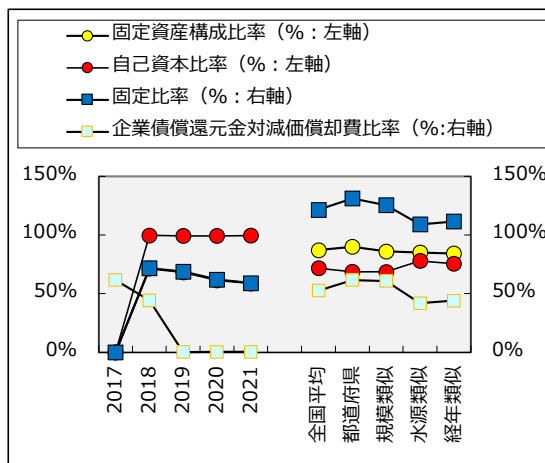 固定資産構成比率（%：左軸）
自己資本比率（%：左軸）
固定比率（%：右軸）
企業債償還元金対減価償却費比率（%:右軸）
150% 150%
100% 100%
50% 50%
0% 0%
2017 2018 2019 2020 2021 全国平均 都道府県 規模類似 水源類似 経年類似